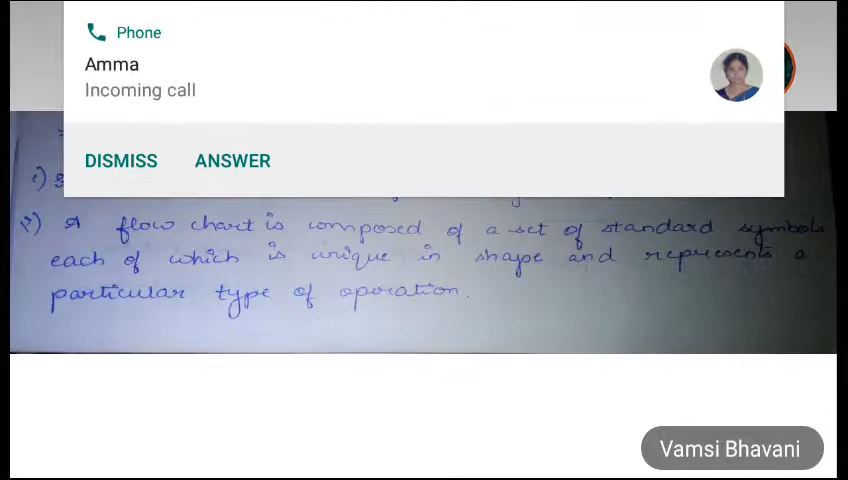 Phone
Amma
Incoming call
DISMISS ANSWER
1)
2) A flow chart is composed of a set of standard symbols
each of which is unique in shape and represents a
particular type of operation.
Vamsi Bhavani